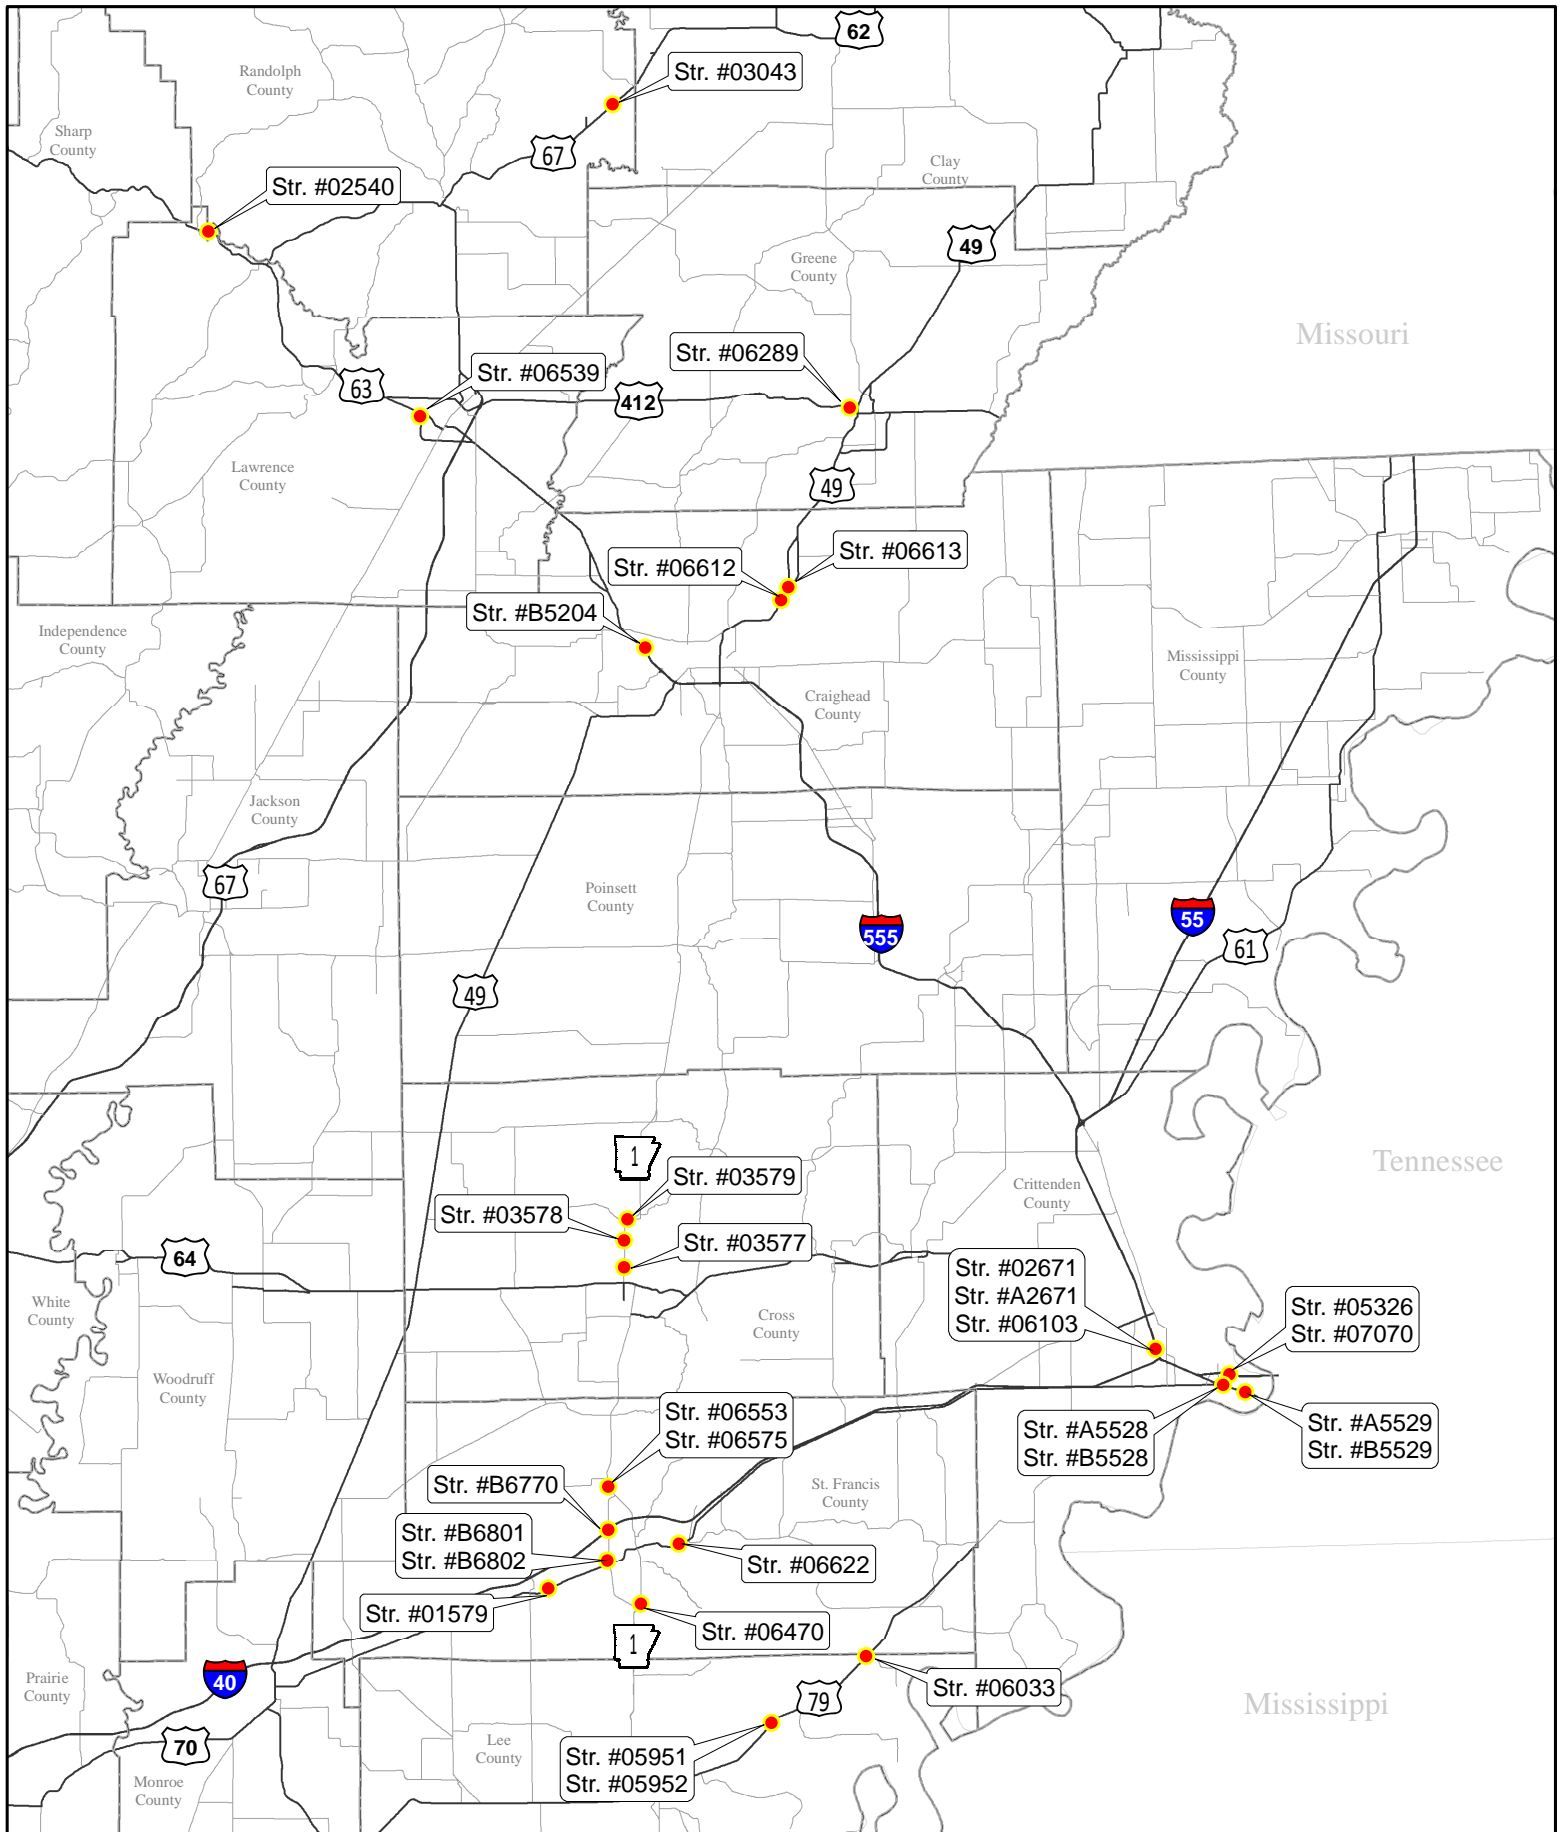 62
Str. #03043
Randolph
County
Sharp
County
67
Clay
County
Str. #02540
49
Greene
County
Missouri
Str. #06289
Str. #06539
63
412
Lawrence
County
49
Str. #06613
Str. #06612
Str. #B5204
Independence
County
Mississippi
County
Craighead
County
Jackson
County
67
Poinsett
County
555
55
61
49
1
Str. #03579
Tennessee
Crittenden
County
Str. #03578
Str. #03577
64
Str. #02671
Str. #A2671
Str. #06103
White
County
Cross
County
Str. #05326
Str. #07070
Woodruff
County
Str. #06553
Str. #06575
Str. #A5528
Str. #B5528
Str. #A5529
Str. #B5529
Str. #B6770
St. Francis
County
Str. #B6801
Str. #B6802
Str. #06622
Str. #01579
Str. #06470
1
40
Prairie
County
Str. #06033
79
Mississippi
70
Lee
County
Str. #05951
Str. #05952
Monroe
County